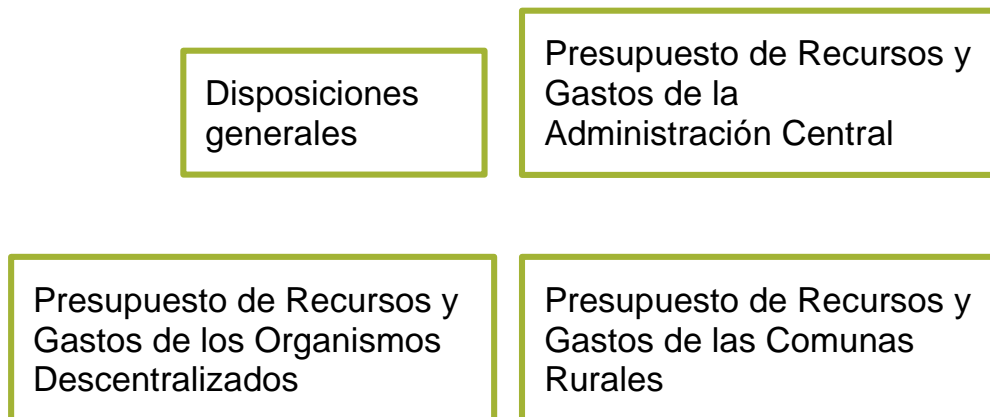 Disposiciones
generales
Presupuesto de Recursos y
Gastos de la
Administración Central
Presupuesto de Recursos y
Gastos de los Organismos
Descentralizados
Presupuesto de Recursos y
Gastos de las Comunas
Rurales